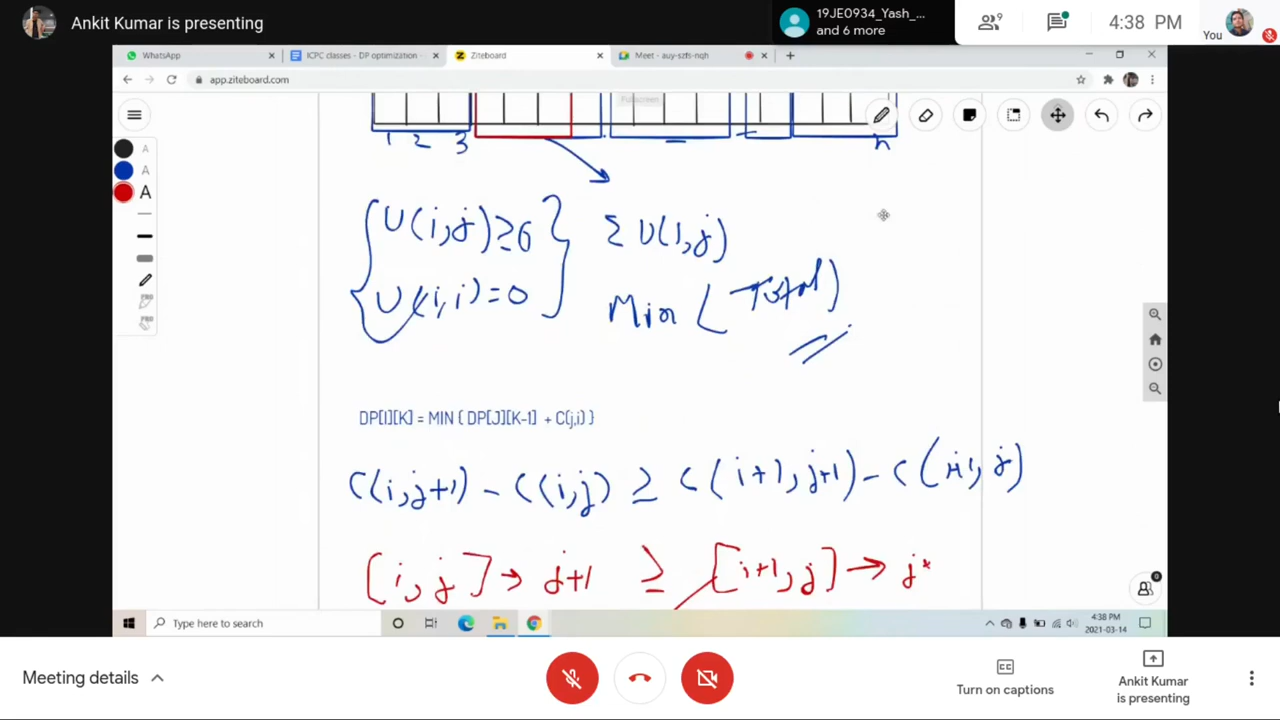 Ankit Kumar is presenting
19JE0934_Yash_...
and 6 more
9
4:38 PM
You
WhatsApp
ICPC classes - DP optimization -
Ziteboard
Meet - auy-szfs-nqh
app.ziteboard.com
1 2 3
n
A
A
A
U(i,j)≥0
Σ U(i,j)
U(i,i)=0
Min ( Total )
DP[I][K] = MIN { DP[J][K-1] + C(j,i) }
C(i,j+1) - C(i,j) ≥ C(i+1,j+1) - C(i+1,j)
[i,j] → j+1 ≥ [i+1,j] → j+
0
Type here to search
4:38 PM
2021-03-14
Meeting details
Turn on captions
Ankit Kumar
is presenting